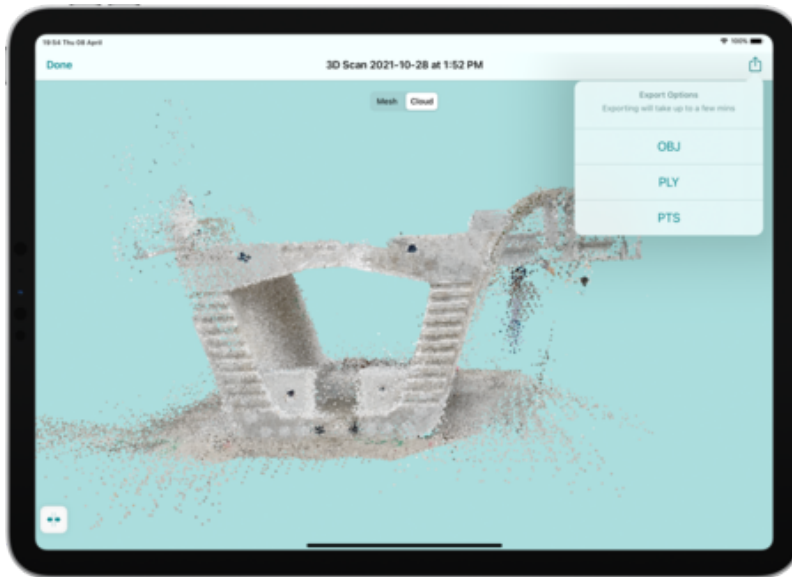 19:54 Thu 08 April
100%
Done
3D Scan 2021-10-28 at 1:52 PM
Mesh
Cloud
Export Options
Exporting will take up to a few mins
OBJ
PLY
PTS